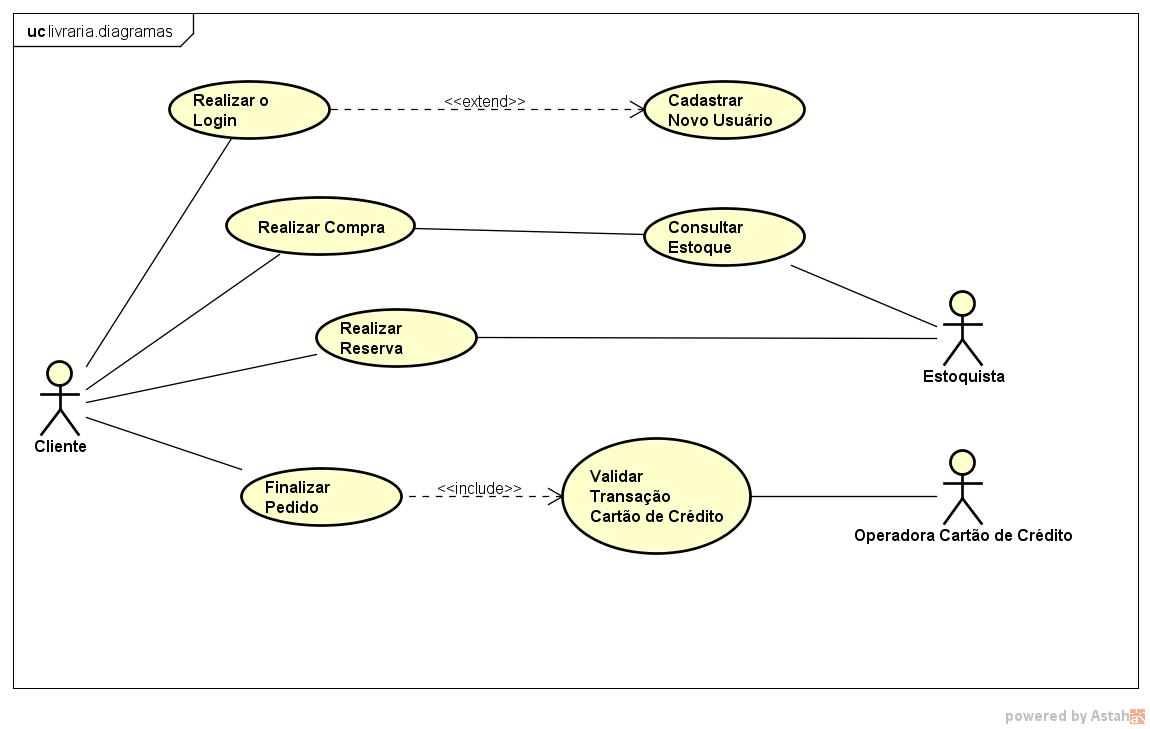 uc livraria.diagramas
Realizar o
Login
<<extend>>
Cadastrar
Novo Usuário
Realizar Compra
Consultar
Estoque
Realizar
Reserva
Estoquista
Cliente
Finalizar
Pedido
<<include>>
Validar
Transação
Cartão de Crédito
Operadora Cartão de Crédito
powered by Astah